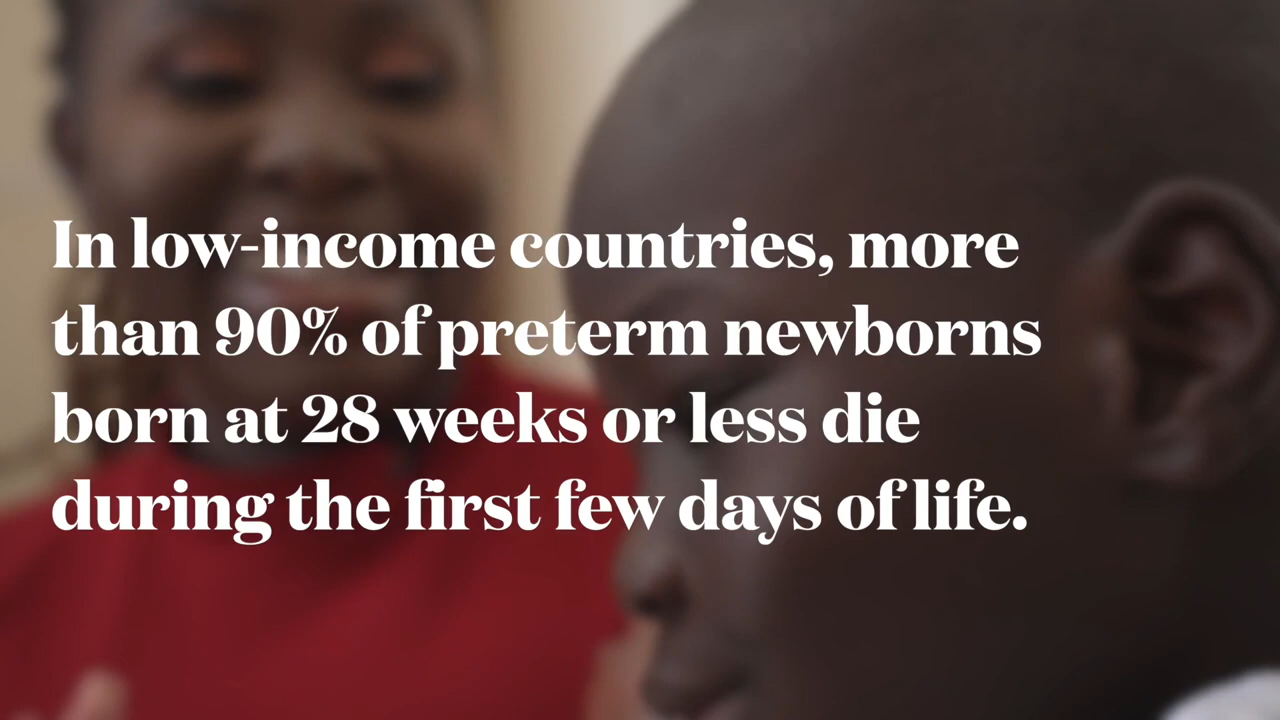 In low-income countries, more
than 90% of preterm newborns
born at 28 weeks or less die
during the first few days of life.